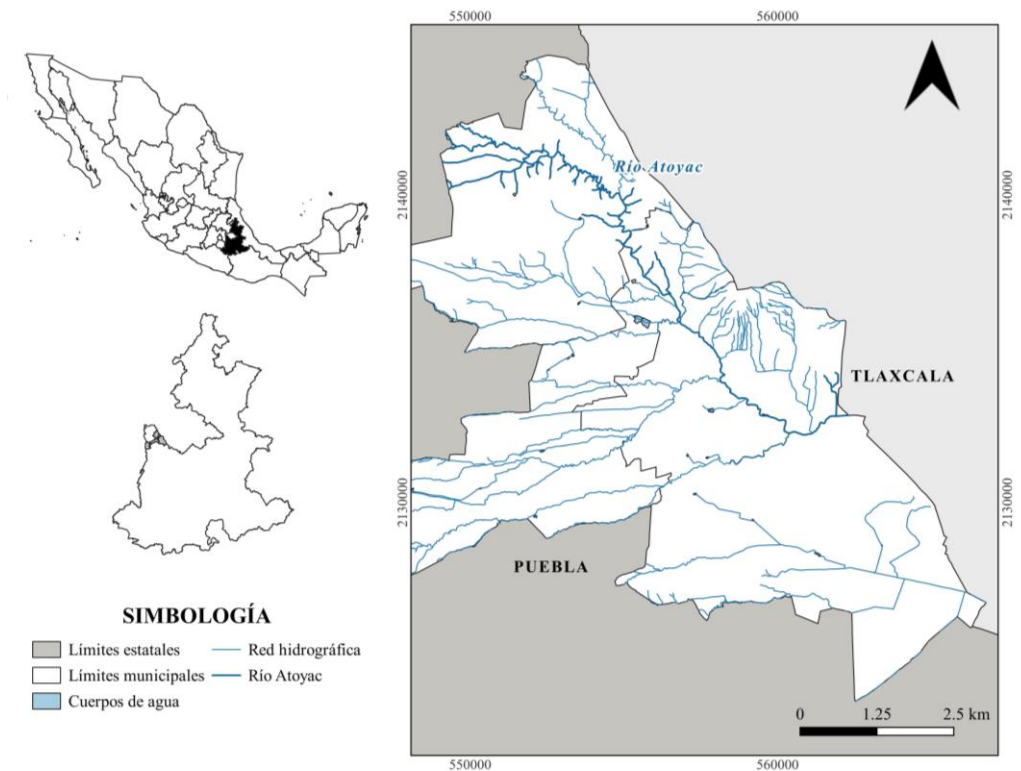 550000
560000
2140000
2140000
Río Atoyac
TLAXCALA
2130000
2130000
PUEBLA
SIMBOLOGÍA
Límites estatales
Red hidrográfica
Límites municipales
Río Atoyac
Cuerpos de agua
0 1.25 2.5 km
550000
560000